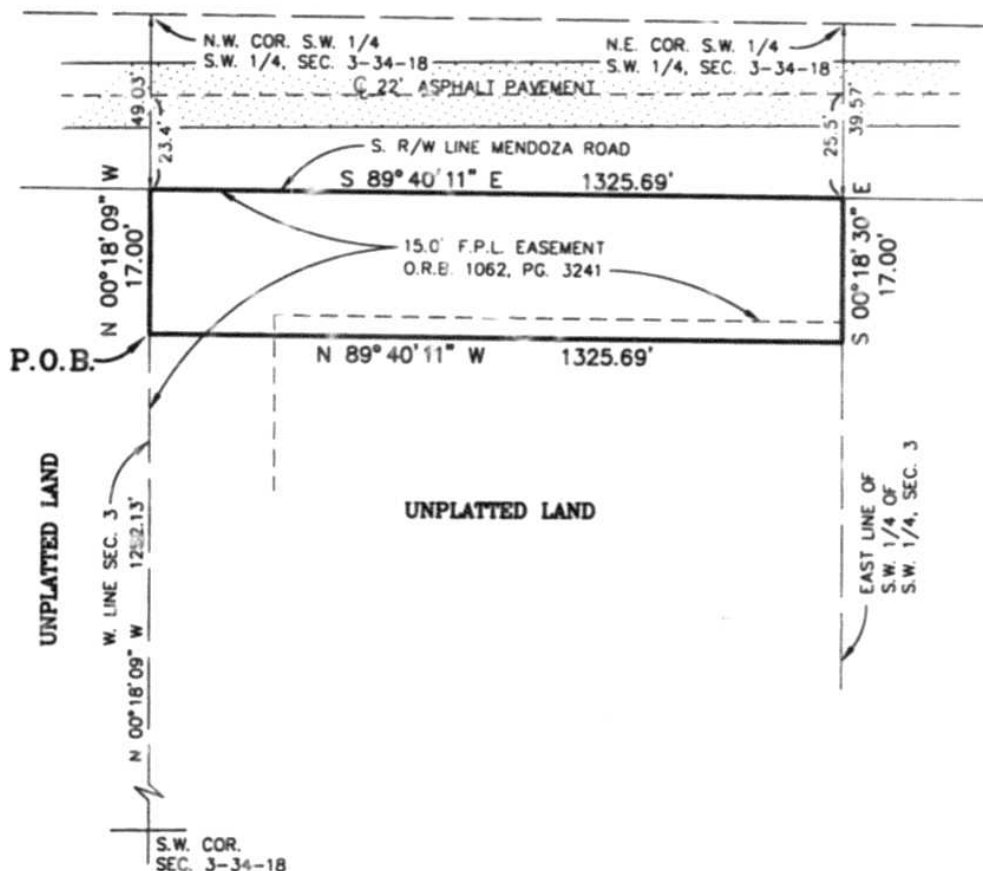 N.W. COR. S.W. 1/4
S.W. 1/4, SEC. 3-34-18
N.E. COR. S.W. 1/4
S.W. 1/4, SEC. 3-34-18
℄ 22' ASPHALT PAVEMENT
49.03'
23.4'
25.5'
39.57'
S. R/W LINE MENDOZA ROAD
S 89°40'11" E 1325.69'
N 00°18'09" W
17.00'
15.0' F.P.L. EASEMENT
O.R.B. 1062, PG. 3241
S 00°18'30" E
17.00'
P.O.B.
N 89°40'11" W 1325.69'
UNPLATTED LAND
W. LINE SEC. 3
N 00°18'09" W
UNPLATTED LAND
EAST LINE OF
S.W. 1/4 OF
S.W. 1/4, SEC. 3
S.W. COR.
SEC. 3-34-18